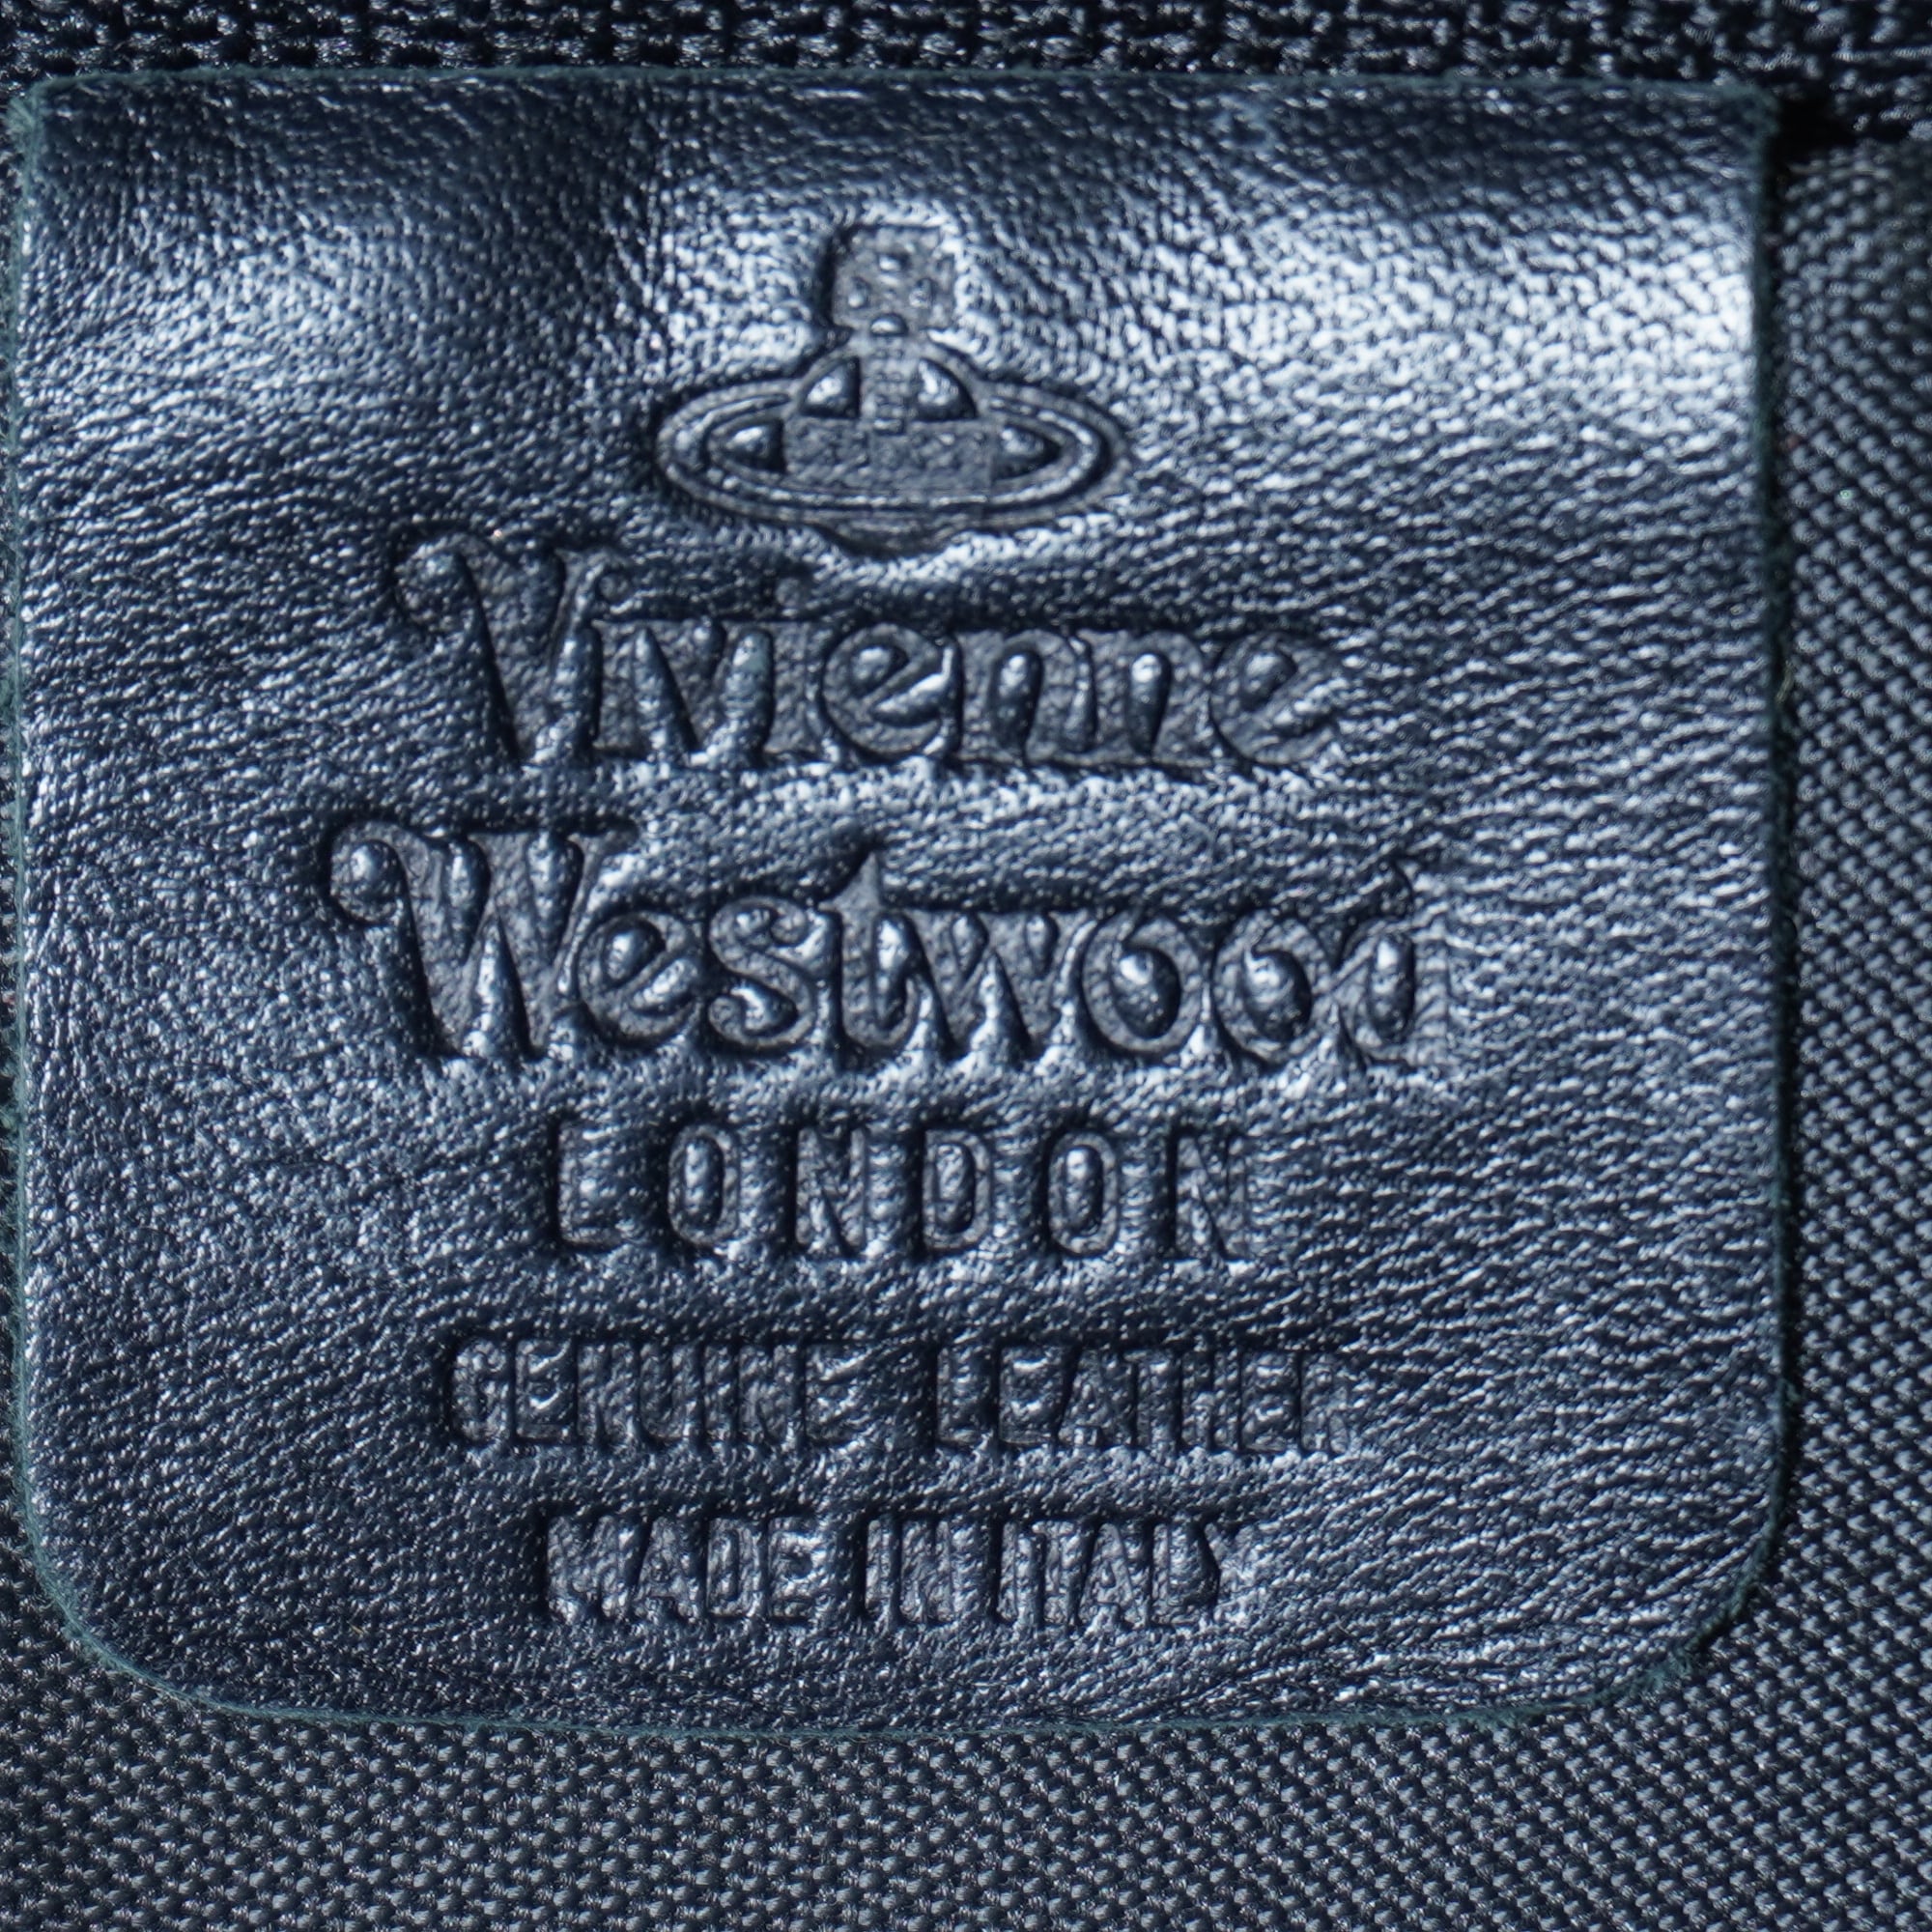 Vivienne
Westwood
LONDON
GENUINE LEATHER
MADE IN ITALY